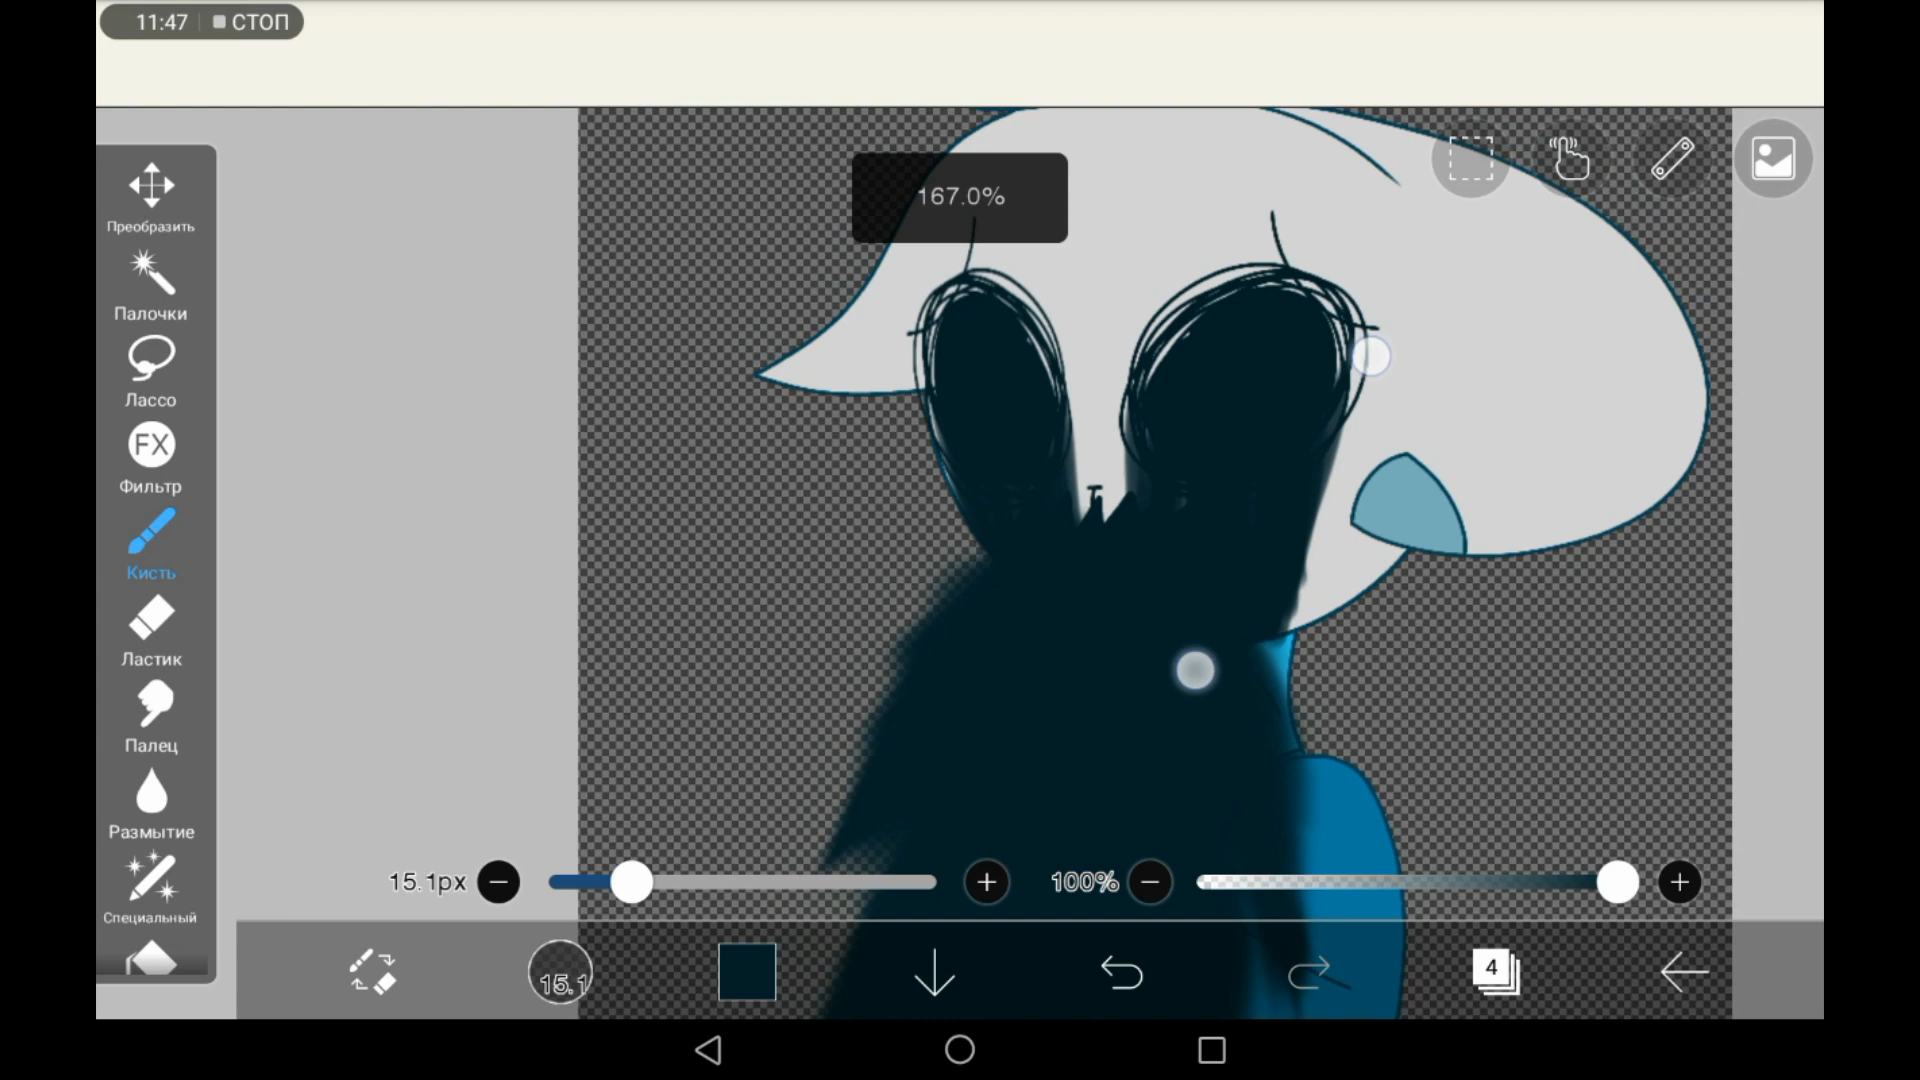 11:47 СТОП
167.0%
Преобразить
Палочки
Лассо
FX
Фильтр
Кисть
Ластик
Палец
Размытие
Специальный
15.1px
100%
15.1
4